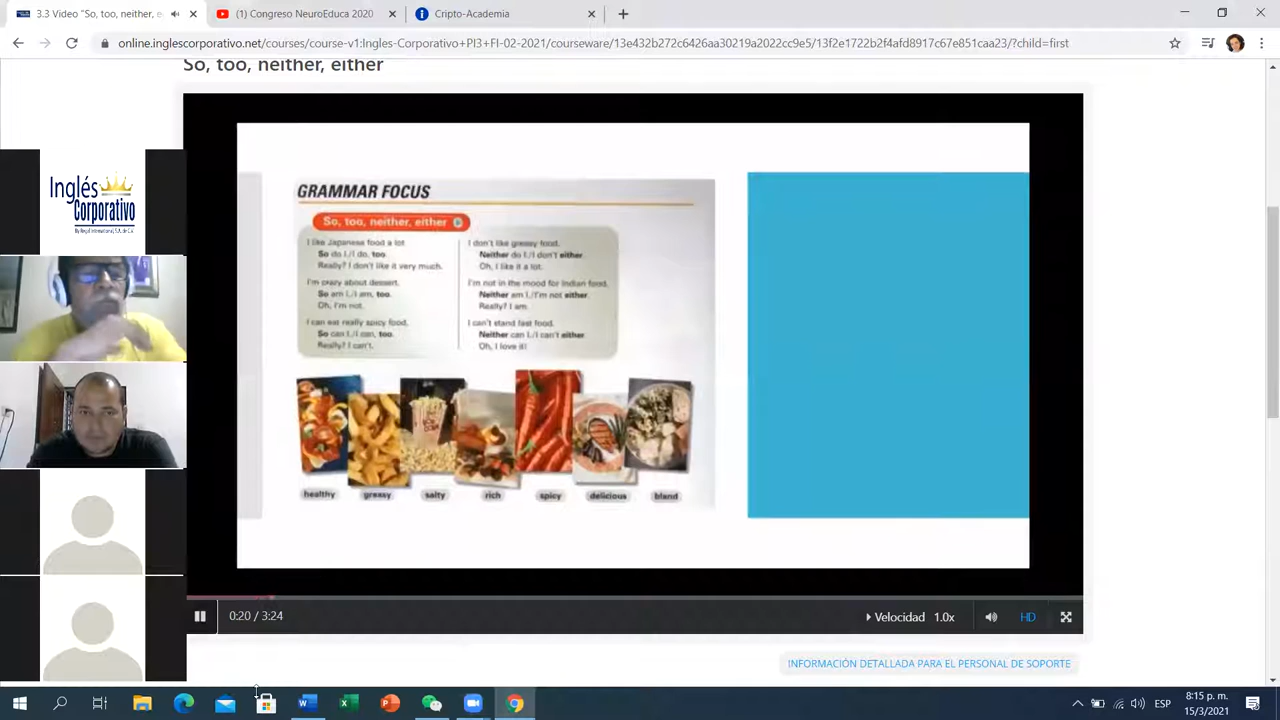 3.3 Video "So, too, neither, e
(1) Congreso NeuroEduca 2020
Cripto-Academia
online.inglescorporativo.net/courses/course-v1:Ingles-Corporativo+PI3+FI-02-2021/courseware/13e432b272c6426aa30219a2022cc9e5/13f2e1722b2f4afd8917c67e851caa23/?child=first
So, too, neither, either
Inglés
Corporativo
GRAMMAR FOCUS
So, too, neither, either
I like Japanese food a lot.
So do I./I do, too.
Really? I don't like it very much.
I'm crazy about dessert.
So am I./I am, too.
Oh, I'm not.
I can eat really spicy food.
So can I./I can, too.
Really? I can't.
I don't like greasy food.
Neither do I./I don't either.
Oh, I like it a lot.
I'm not in the mood for Indian food.
Neither am I./I'm not either.
Really? I am.
I can't stand fast food.
Neither can I./I can't either.
Oh, I love it!
healthy
greasy
salty
rich
spicy
delicious
bland
0:20 / 3:24
Velocidad 1.0x
HD
INFORMACIÓN DETALLADA PARA EL PERSONAL DE SOPORTE
ESP
8:15 p. m.
15/3/2021